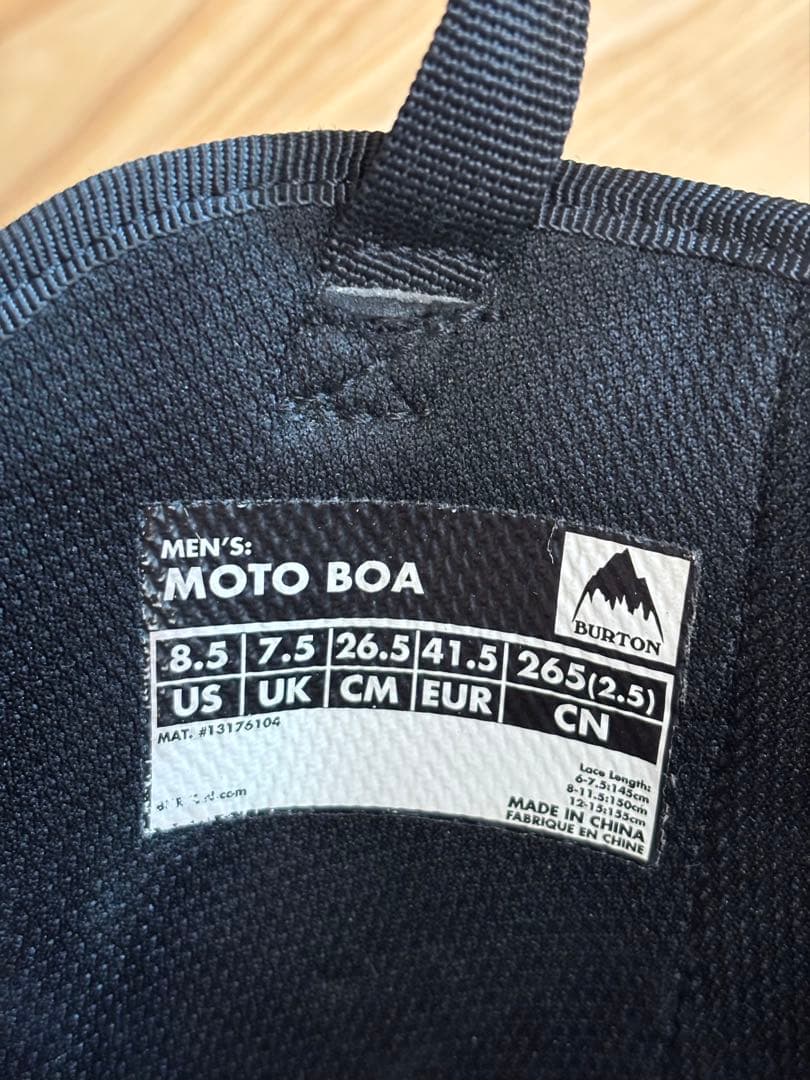 MEN'S:
MOTO BOA
BURTON
8.5 7.5 26.5 41.5 265(2.5)
US UK CM EUR CN
MAT. #13176104
Lace Length:
6-7.5:145cm
8-11.5:150cm
12-15:155cm
MADE IN CHINA
FABRIQUE EN CHINE